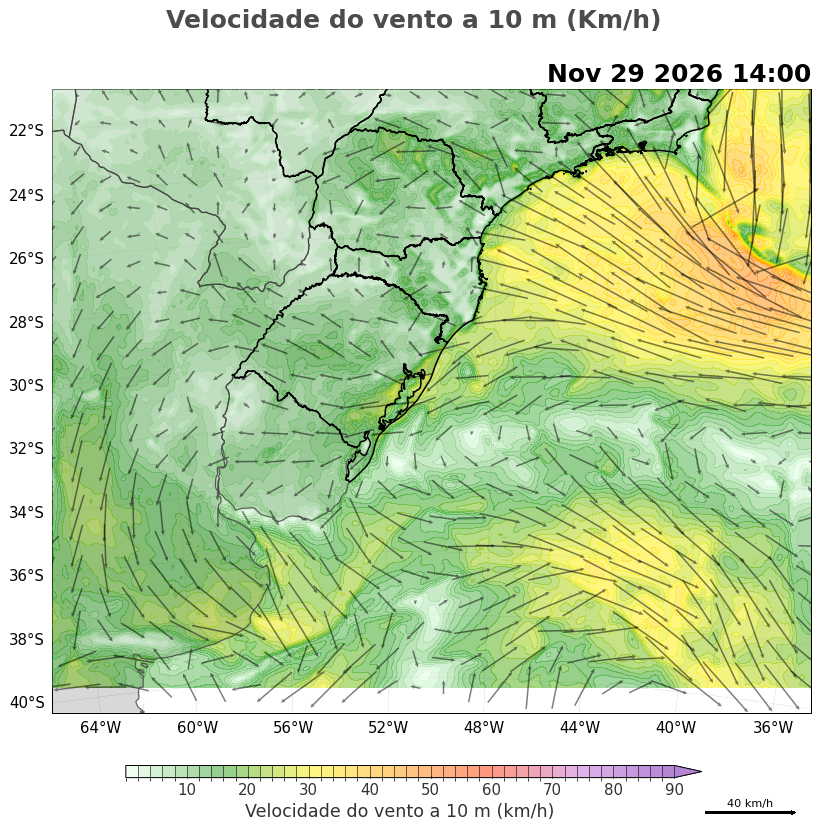 Velocidade do vento a 10 m (Km/h)
Nov 29 2026 14:00
22°S
24°S
26°S
28°S
30°S
32°S
34°S
36°S
38°S
40°S
64°W 60°W 56°W 52°W 48°W 44°W 40°W 36°W
10 20 30 40 50 60 70 80 90
Velocidade do vento a 10 m (km/h)
40 km/h